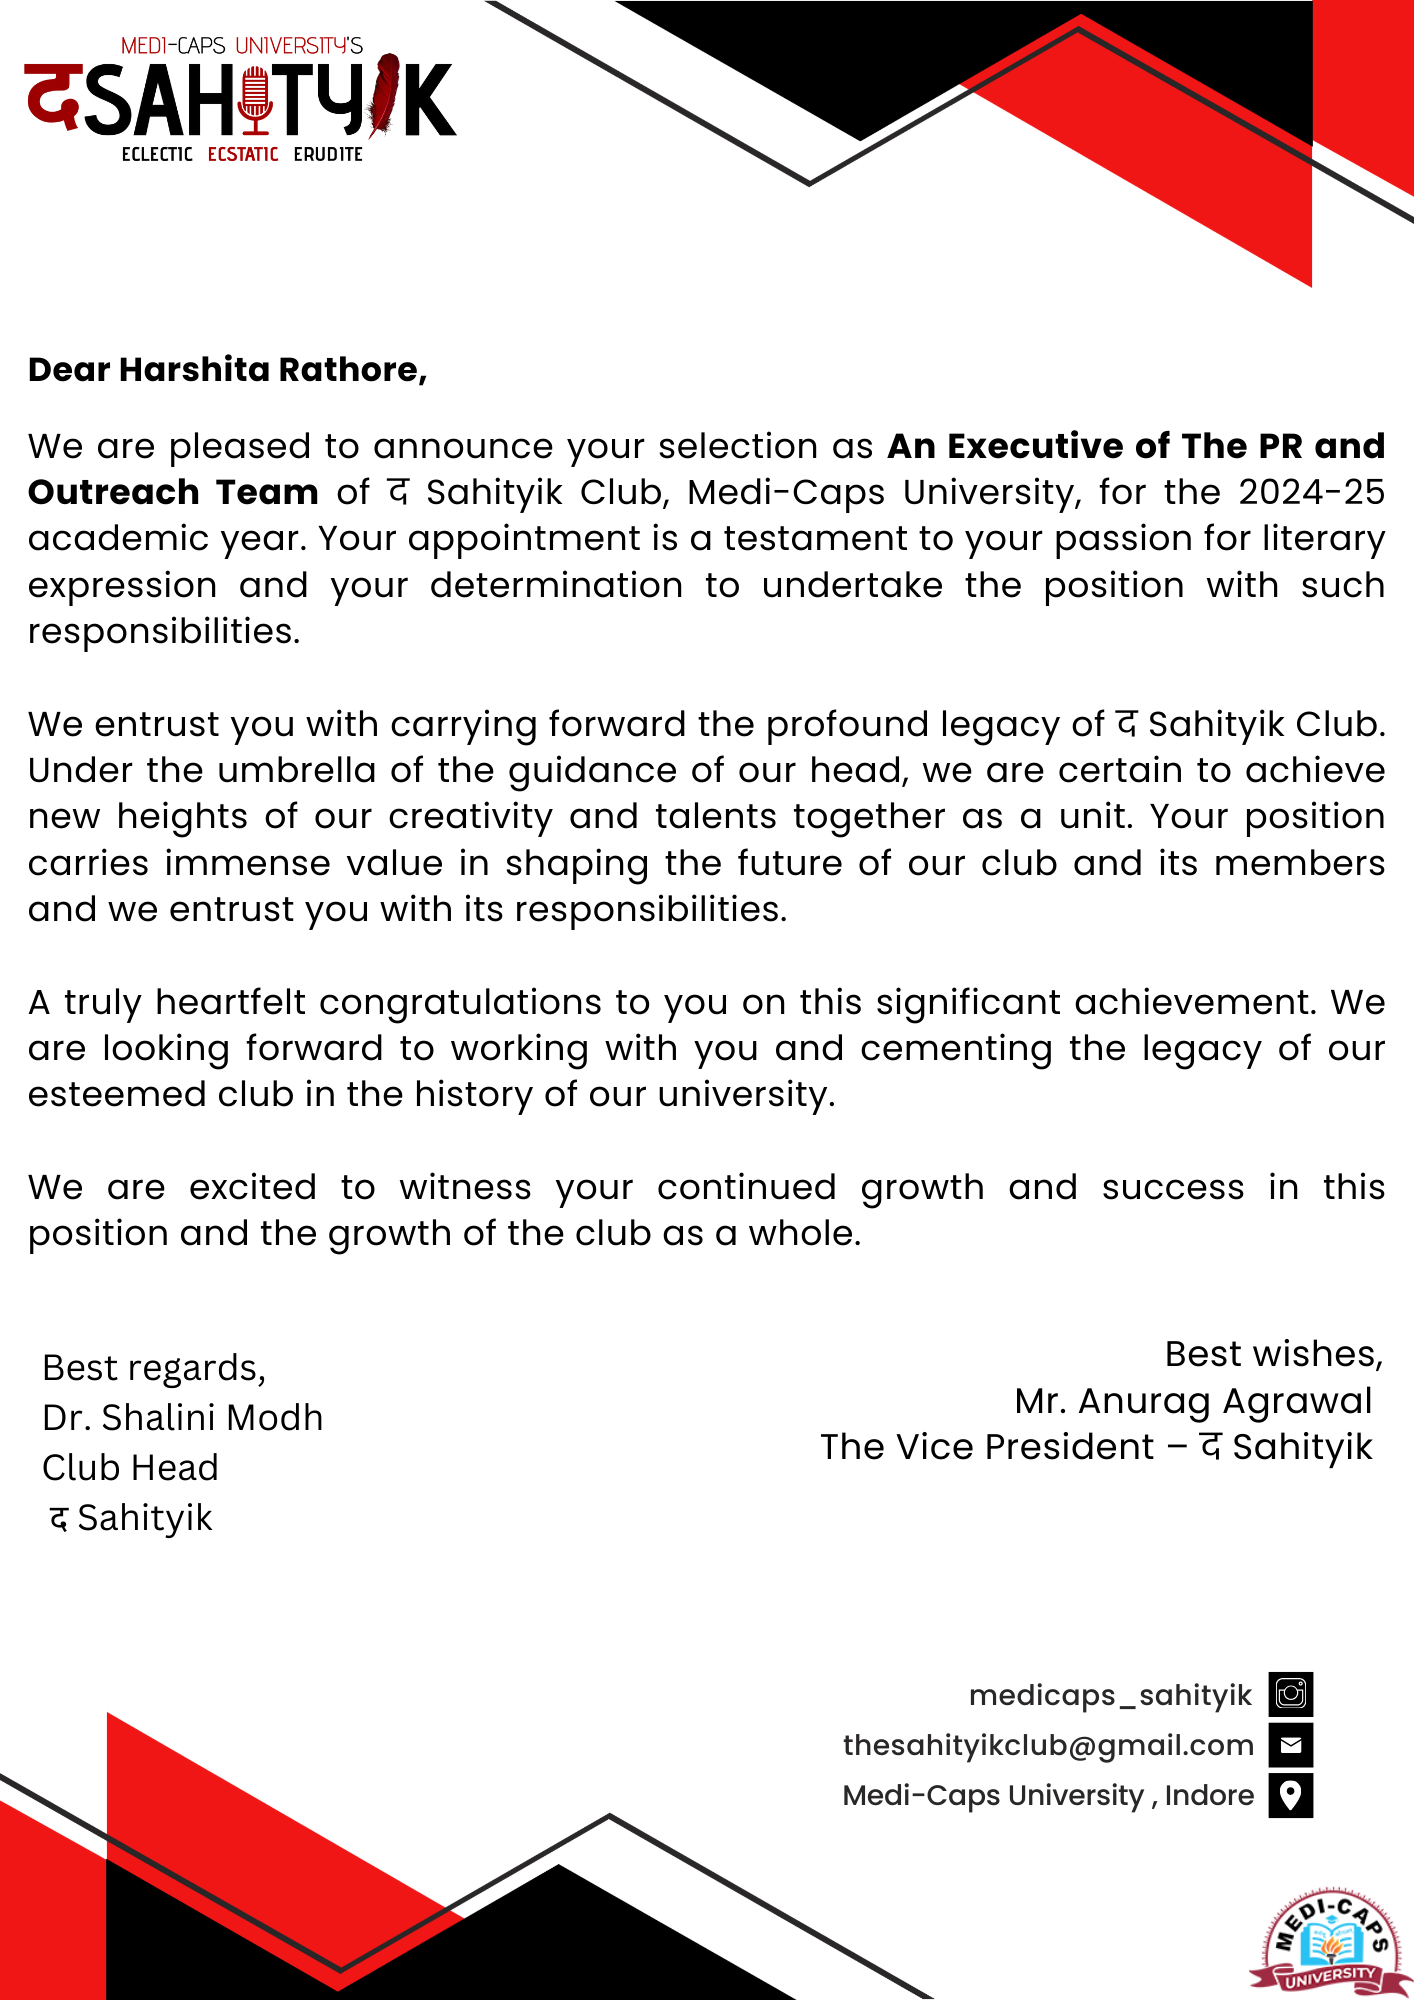 MEDI-CAPS UNIVERSITY'S
दSAHITYIK
ECLECTIC ECSTATIC ERUDITE
Dear Harshita Rathore,
We are pleased to announce your selection as An Executive of The PR and
Outreach Team of द Sahityik Club, Medi-Caps University, for the 2024-25
academic year. Your appointment is a testament to your passion for literary
expression and your determination to undertake the position with such
responsibilities.
We entrust you with carrying forward the profound legacy of द Sahityik Club.
Under the umbrella of the guidance of our head, we are certain to achieve
new heights of our creativity and talents together as a unit. Your position
carries immense value in shaping the future of our club and its members
and we entrust you with its responsibilities.
A truly heartfelt congratulations to you on this significant achievement. We
are looking forward to working with you and cementing the legacy of our
esteemed club in the history of our university.
We are excited to witness your continued growth and success in this
position and the growth of the club as a whole.
Best regards,
Dr. Shalini Modh
Club Head
द Sahityik
Best wishes,
Mr. Anurag Agrawal
The Vice President – द Sahityik
medicaps_sahityik
thesahityikclub@gmail.com
Medi-Caps University , Indore
MEDI-CAPS
UNIVERSITY